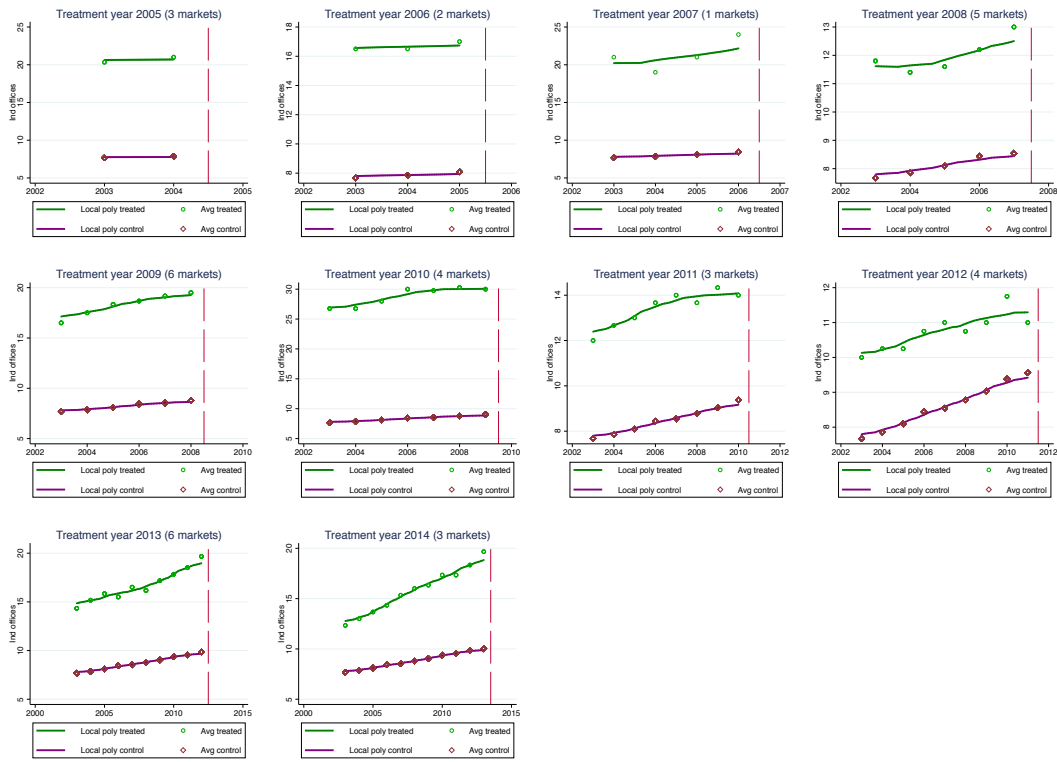 Treatment year 2005 (3 markets)
Ind offices
25
20
15
10
5
2002
2003
2004
2005
Local poly treated
Avg treated
Local poly control
Avg control
Treatment year 2006 (2 markets)
Ind offices
18
16
14
12
10
8
2002
2003
2004
2005
2006
Local poly treated
Avg treated
Local poly control
Avg control
Treatment year 2007 (1 markets)
Ind offices
25
20
15
10
5
2002
2003
2004
2005
2006
2007
Local poly treated
Avg treated
Local poly control
Avg control
Treatment year 2008 (5 markets)
Ind offices
13
12
11
10
9
8
2002
2004
2006
2008
Local poly treated
Avg treated
Local poly control
Avg control
Treatment year 2009 (6 markets)
Ind offices
20
15
10
5
2002
2004
2006
2008
2010
Local poly treated
Avg treated
Local poly control
Avg control
Treatment year 2010 (4 markets)
Ind offices
30
25
20
15
10
5
2002
2004
2006
2008
2010
Local poly treated
Avg treated
Local poly control
Avg control
Treatment year 2011 (3 markets)
Ind offices
14
12
10
8
2002
2004
2006
2008
2010
2012
Local poly treated
Avg treated
Local poly control
Avg control
Treatment year 2012 (4 markets)
Ind offices
12
11
10
9
8
2002
2004
2006
2008
2010
2012
Local poly treated
Avg treated
Local poly control
Avg control
Treatment year 2013 (6 markets)
Ind offices
20
15
10
5
2000
2005
2010
2015
Local poly treated
Avg treated
Local poly control
Avg control
Treatment year 2014 (3 markets)
Ind offices
20
15
10
5
2000
2005
2010
2015
Local poly treated
Avg treated
Local poly control
Avg control